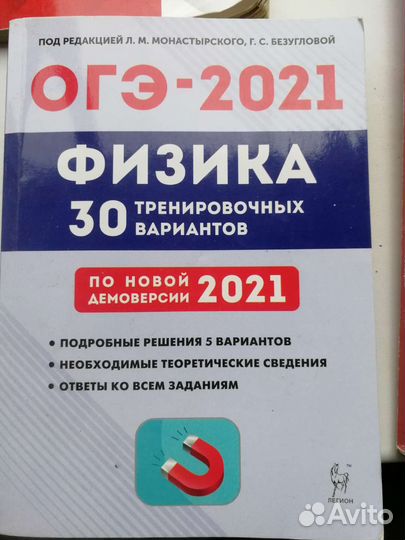 ПОД РЕДАКЦИЕЙ Л. М. МОНАСТЫРСКОГО, Г. С. БЕЗУГЛОВОЙ
ОГЭ-2021
ФИЗИКА
30 ТРЕНИРОВОЧНЫХ
ВАРИАНТОВ
ПО НОВОЙ
ДЕМОВЕРСИИ 2021
• ПОДРОБНЫЕ РЕШЕНИЯ 5 ВАРИАНТОВ
• НЕОБХОДИМЫЕ ТЕОРЕТИЧЕСКИЕ СВЕДЕНИЯ
• ОТВЕТЫ КО ВСЕМ ЗАДАНИЯМ
TM
ЛЕГИОН
Avito